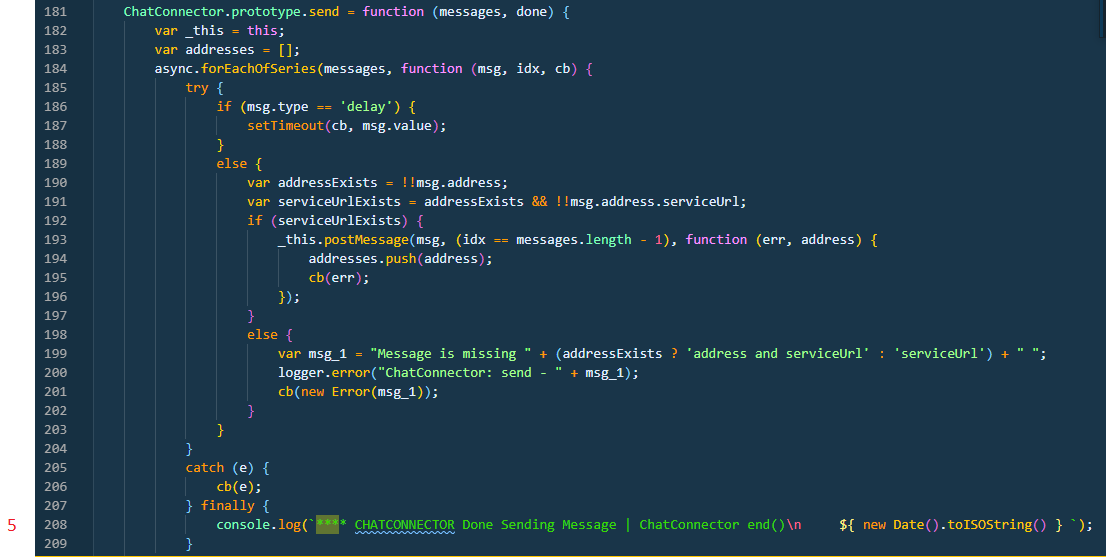 181 ChatConnector.prototype.send = function (messages, done) {
182 var _this = this;
183 var addresses = [];
184 async.forEachOfSeries(messages, function (msg, idx, cb) {
185 try {
186 if (msg.type == 'delay') {
187 setTimeout(cb, msg.value);
188 }
189 else {
190 var addressExists = !!msg.address;
191 var serviceUrlExists = addressExists && !!msg.address.serviceUrl;
192 if (serviceUrlExists) {
193 _this.postMessage(msg, (idx == messages.length - 1), function (err, address) {
194 addresses.push(address);
195 cb(err);
196 });
197 }
198 else {
199 var msg_1 = "Message is missing " + (addressExists ? 'address and serviceUrl' : 'serviceUrl') + " ";
200 logger.error("ChatConnector: send - " + msg_1);
201 cb(new Error(msg_1));
202 }
203 }
204 }
205 catch (e) {
206 cb(e);
207 } finally {
5 208 console.log(`**** CHATCONNECTOR Done Sending Message | ChatConnector end()\n     ${ new Date().toISOString() } `);
209 }